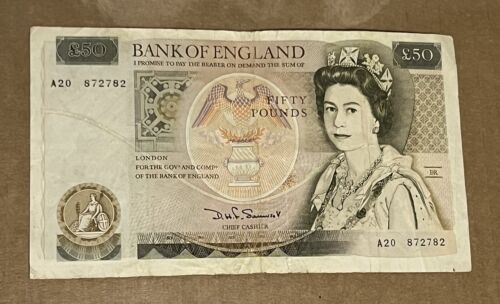 £50
BANK OF ENGLAND
£50
I PROMISE TO PAY THE BEARER ON DEMAND THE SUM OF
A20 872782
FIFTY
POUNDS
LONDON
FOR THE GOVR AND COMPA
OF THE BANK OF ENGLAND
ER
CHIEF CASHIER
A20 872782